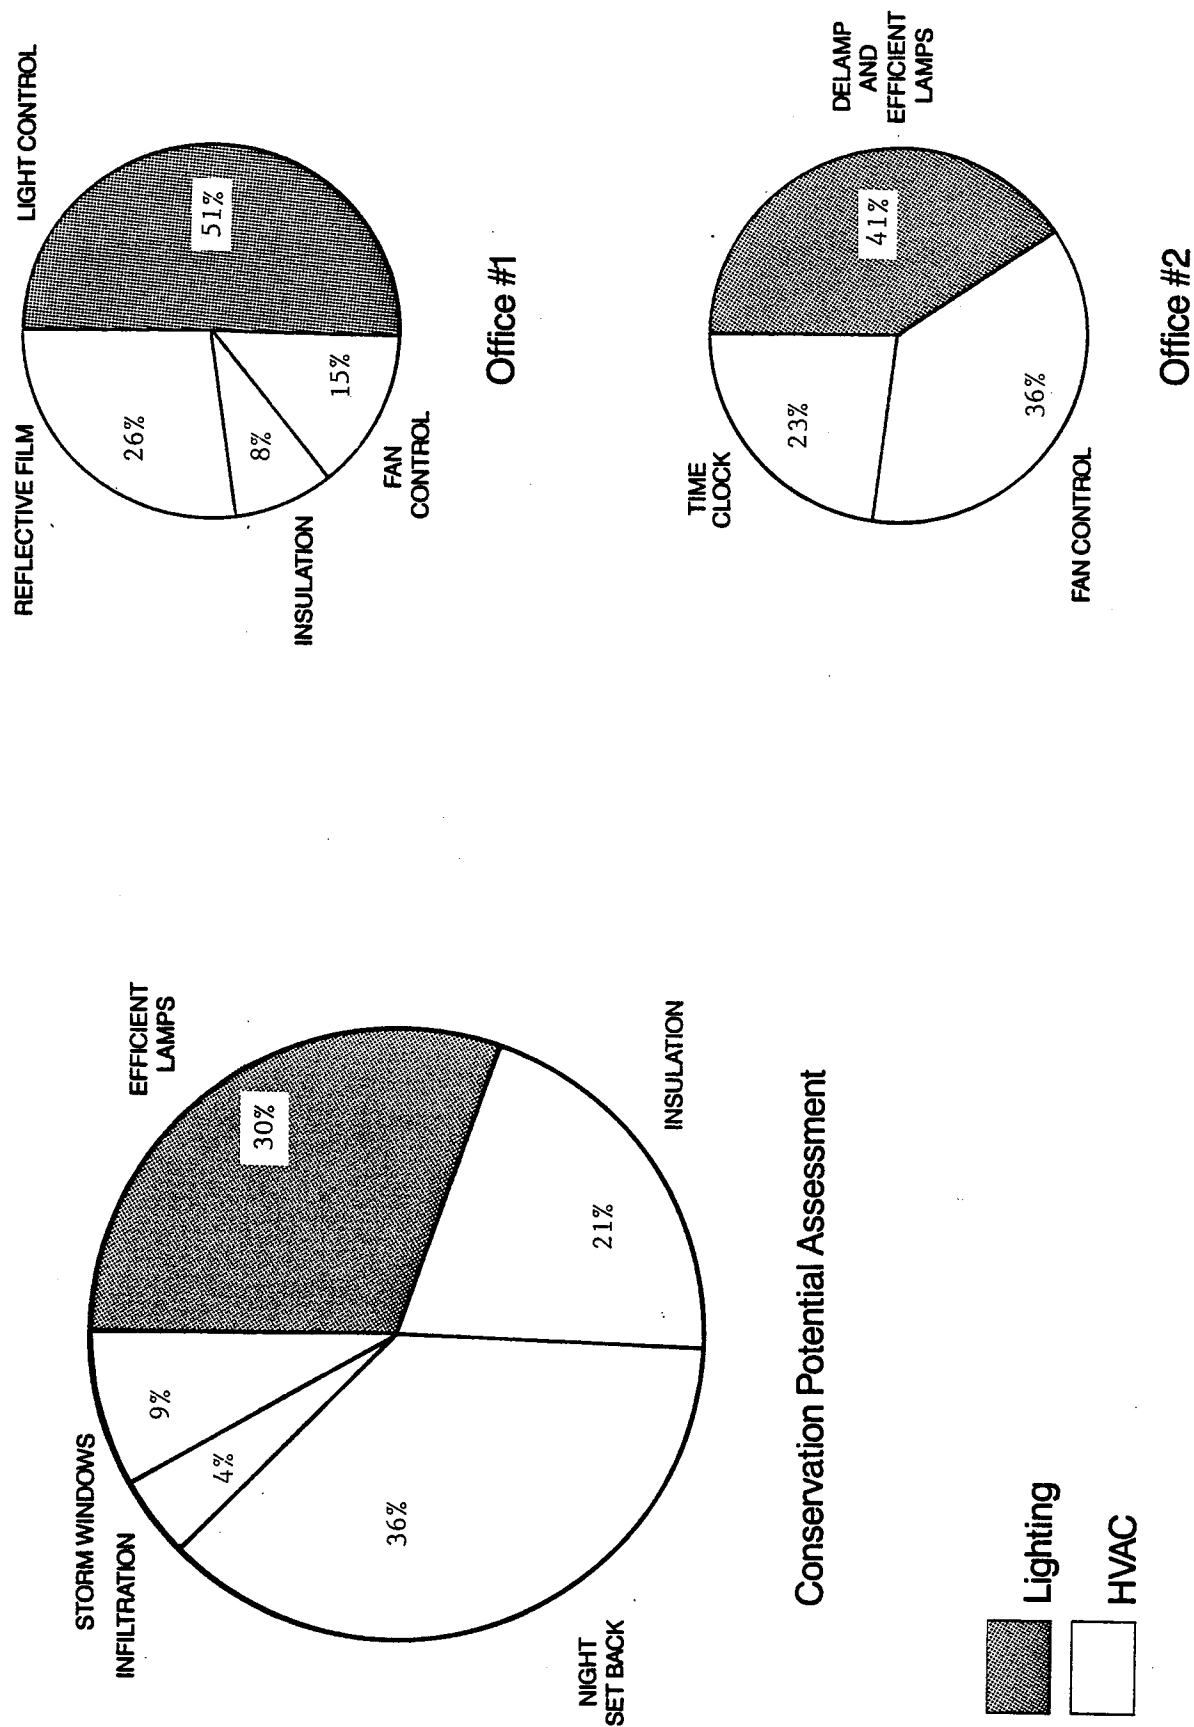 STORM WINDOWS
INFILTRATION
9%
4%
36%
NIGHT
SET BACK
EFFICIENT
LAMPS
30%
21%
INSULATION
Conservation Potential Assessment
Lighting
HVAC
REFLECTIVE FILM
LIGHT CONTROL
26%
51%
8%
15%
INSULATION
FAN
CONTROL
Office #1
TIME
CLOCK
DELAMP
AND
EFFICIENT
LAMPS
23%
41%
36%
FAN CONTROL
Office #2